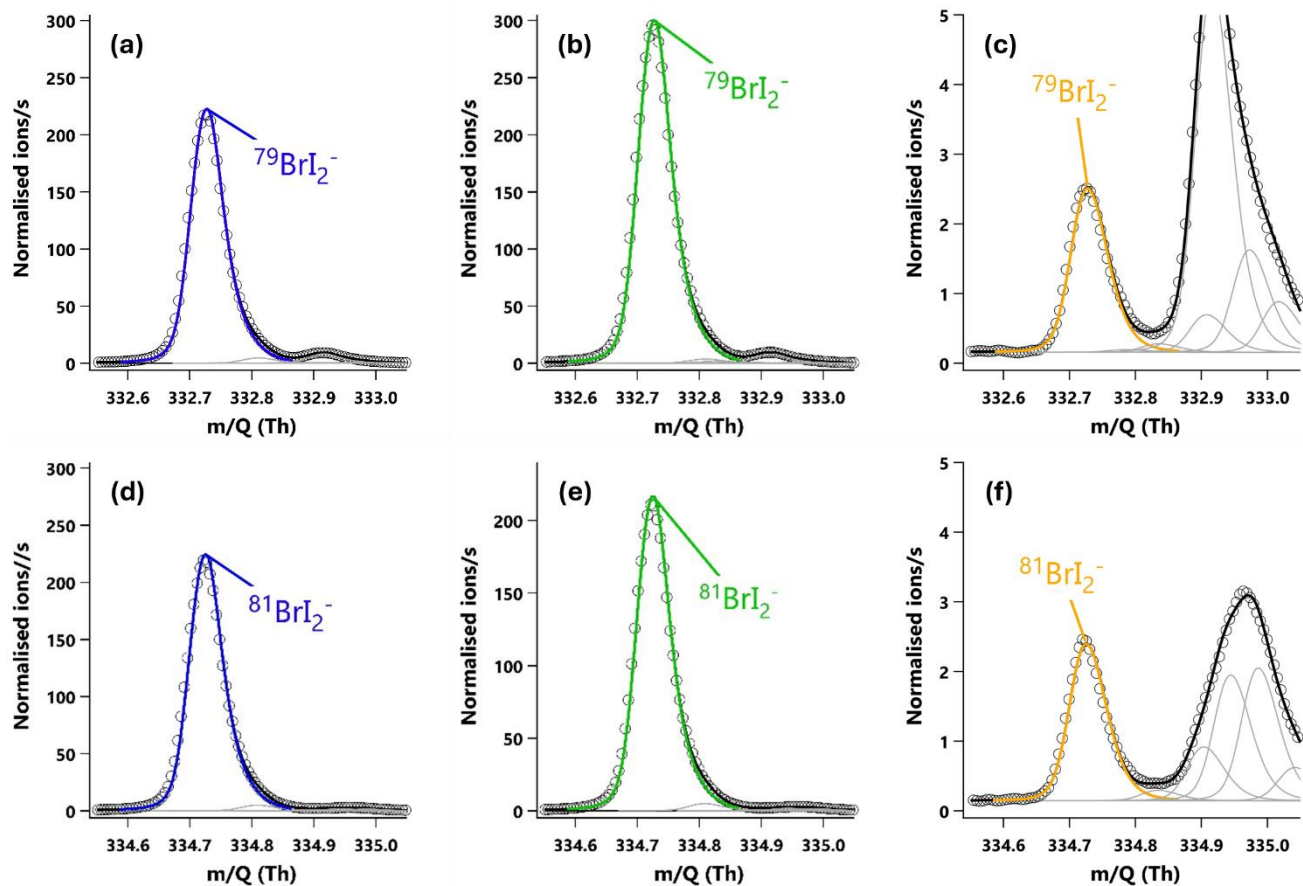 (a)
300
250
200
150
100
50
0
Normalised ions/s
⁷⁹BrI₂⁻
332.6 332.7 332.8 332.9 333.0
m/Q (Th)
(b)
300
250
200
150
100
50
0
Normalised ions/s
⁷⁹BrI₂⁻
332.6 332.7 332.8 332.9 333.0
m/Q (Th)
(c)
5
4
3
2
1
0
Normalised ions/s
⁷⁹BrI₂⁻
332.6 332.7 332.8 332.9 333.0
m/Q (Th)
(d)
300
250
200
150
100
50
0
Normalised ions//s
⁸¹BrI₂⁻
334.6 334.7 334.8 334.9 335.0
m/Q (Th)
(e)
200
150
100
50
0
Normalised ions/s
⁸¹BrI₂⁻
334.6 334.7 334.8 334.9 335.0
m/Q (Th)
(f)
5
4
3
2
1
0
Normalised ions/s
⁸¹BrI₂⁻
334.6 334.7 334.8 334.9 335.0
m/Q (Th)